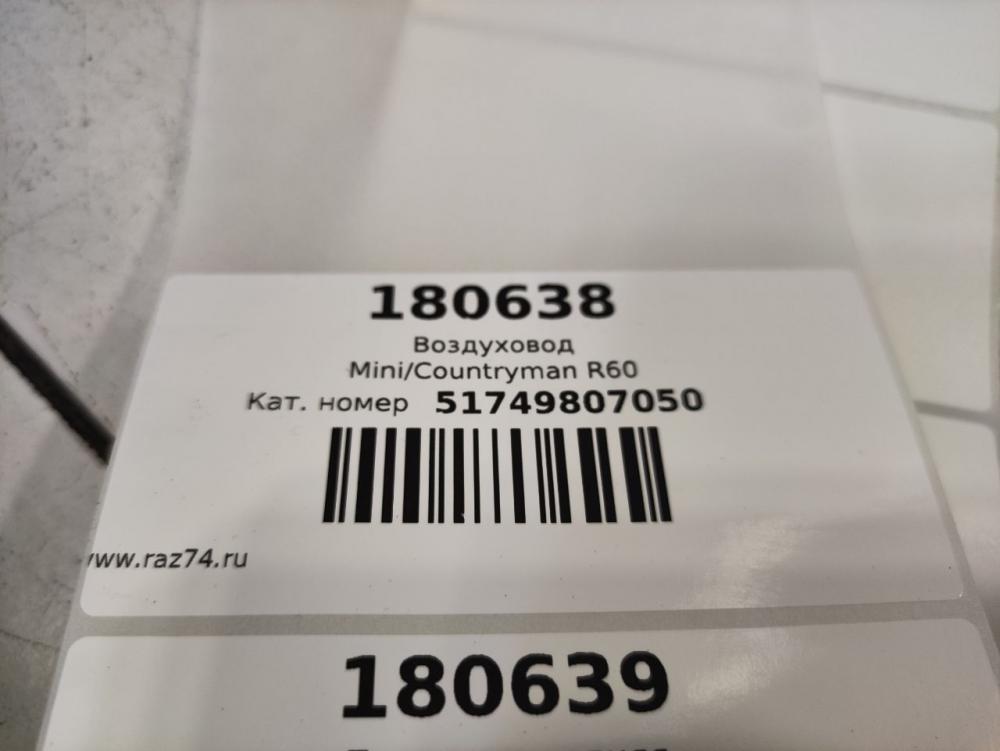 180638
Воздуховод
Mini/Countryman R60
Кат. номер 51749807050
www.raz74.ru
180639